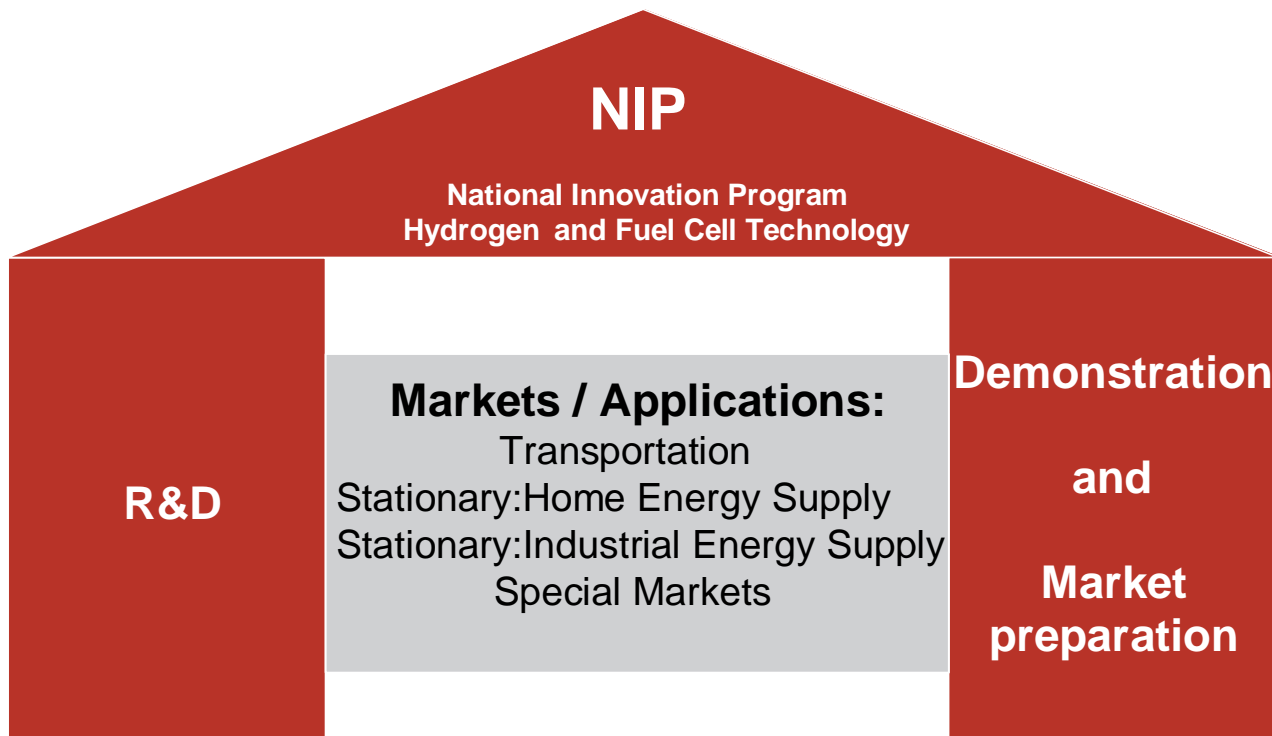 NIP
National Innovation Program
Hydrogen and Fuel Cell Technology
R&D
Markets / Applications:
Transportation
Stationary:Home Energy Supply
Stationary:Industrial Energy Supply
Special Markets
Demonstration
and
Market
preparation